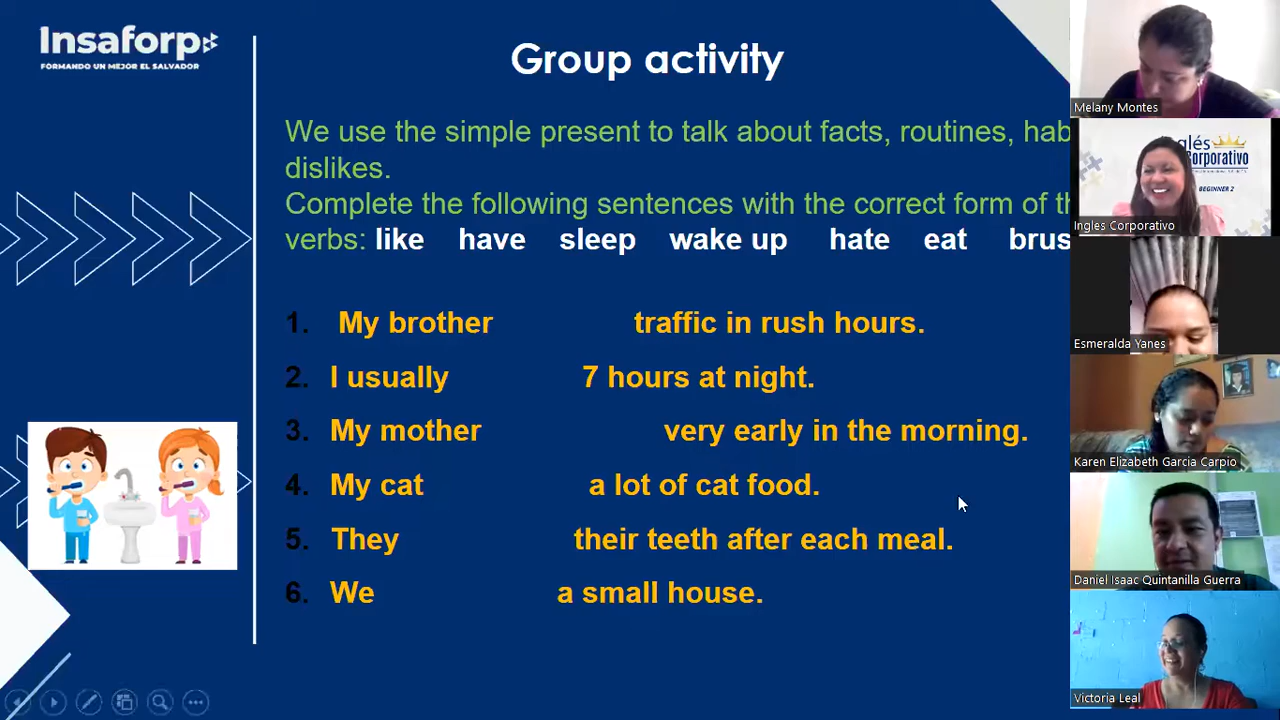 Insaforp
FORMANDO UN MEJOR EL SALVADOR
Group activity
We use the simple present to talk about facts, routines, hab
dislikes.
Complete the following sentences with the correct form of th
verbs: like have sleep wake up hate eat brus
1. My brother traffic in rush hours.
2. I usually 7 hours at night.
3. My mother very early in the morning.
4. My cat a lot of cat food.
5. They their teeth after each meal.
6. We a small house.
Melany Montes
glés
Corporativo
BEGINNER 2
Ingles Corporativo
Esmeralda Yanes
Karen Elizabeth Garcia Carpio
Daniel Isaac Quintanilla Guerra
Victoria Leal